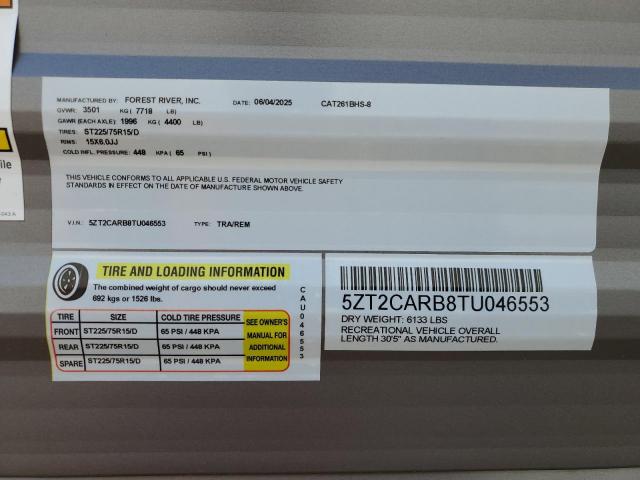 MANUFACTURED BY: FOREST RIVER, INC. DATE: 06/04/2025 CAT261BHS-8
GVWR: 3501 KG ( 7718 LB)
GAWR (EACH AXLE): 1996 KG ( 4400 LB)
TIRES: ST225/75R15/D
RIMS: 15X6.0JJ
COLD INFL. PRESSURE: 448 KPA ( 65 PSI )
THIS VEHICLE CONFORMS TO ALL APPLICABLE U.S. FEDERAL MOTOR VEHICLE SAFETY
STANDARDS IN EFFECT ON THE DATE OF MANUFACTURE SHOWN ABOVE.
V.I.N.: 5ZT2CARB8TU046553 TYPE: TRA/REM
TIRE AND LOADING INFORMATION
The combined weight of cargo should never exceed
692 kgs or 1526 lbs.
TIRE SIZE COLD TIRE PRESSURE
FRONT ST225/75R15/D 65 PSI / 448 KPA
REAR ST225/75R15/D 65 PSI / 448 KPA
SPARE ST225/75R15/D 65 PSI / 448 KPA
SEE OWNER'S
MANUAL FOR
ADDITIONAL
INFORMATION
CAU046553
5ZT2CARB8TU046553
DRY WEIGHT: 6133 LBS
RECREATIONAL VEHICLE OVERALL
LENGTH 30'5" AS MANUFACTURED.